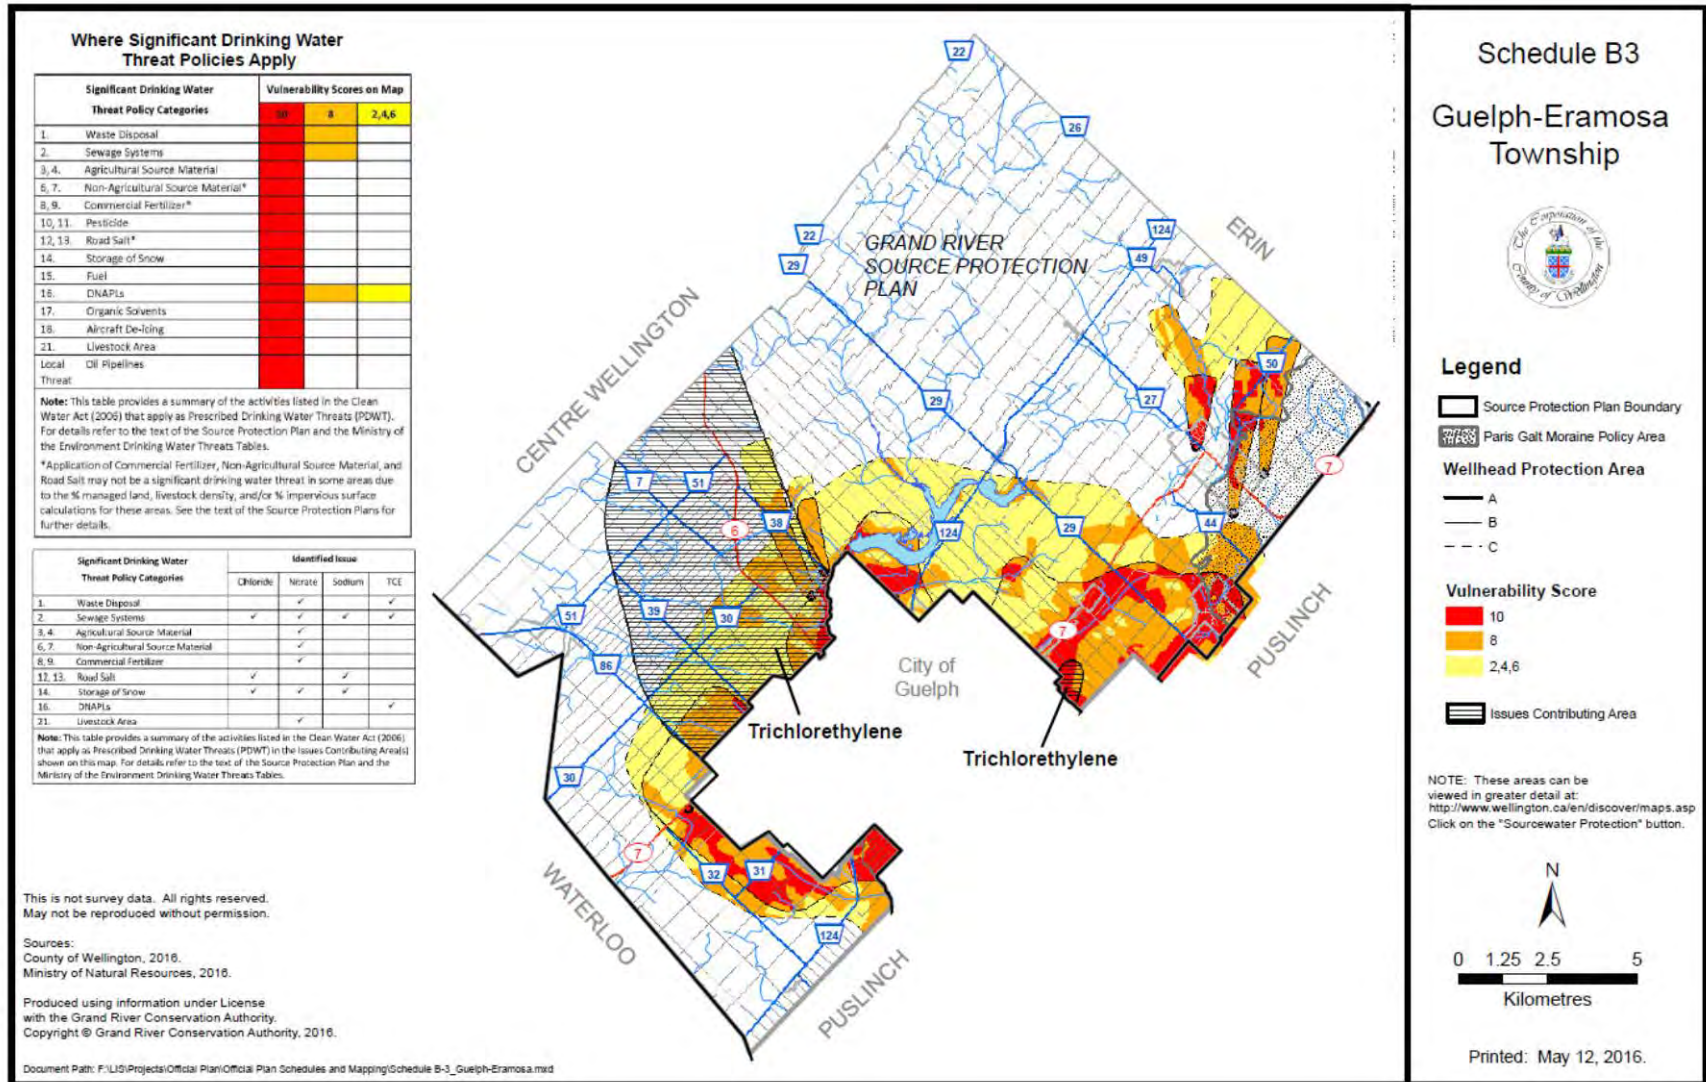 Where Significant Drinking Water
Threat Policies Apply
Significant Drinking Water
Threat Policy Categories
Vulnerability Scores on Map
10 8 2,4,6
1. Waste Disposal
2. Sewage Systems
3, 4. Agricultural Source Material
6, 7. Non-Agricultural Source Material*
8, 9. Commercial Fertilizer*
10, 11. Pesticide
12, 13. Road Salt*
14. Storage of Snow
15. Fuel
16. DNAPLs
17. Organic Solvents
18. Aircraft De-icing
21. Livestock Area
Local Oil Pipelines
Threat
Note: This table provides a summary of the activities listed in the Clean
Water Act (2006) that apply as Prescribed Drinking Water Threats (PDWT).
For details refer to the text of the Source Protection Plan and the Ministry of
the Environment Drinking Water Threats Tables.
*Application of Commercial Fertilizer, Non-Agricultural Source Material, and
Road Salt may not be a significant drinking water threat in some areas due
to the % managed land, livestock density, and/or % impervious surface
calculations for these areas. See the text of the Source Protection Plans for
further details.
Significant Drinking Water
Threat Policy Categories
Identified Issue
Chloride Nitrate Sodium TCE
1. Waste Disposal ✓ ✓
2. Sewage Systems ✓ ✓ ✓ ✓
3, 4. Agricultural Source Material ✓
6, 7. Non-Agricultural Source Material ✓
8, 9. Commercial Fertilizer ✓
12, 13. Road Salt ✓ ✓
14. Storage of Snow ✓ ✓ ✓
16. DNAPLs ✓
21. Livestock Area ✓
Note: This table provides a summary of the activities listed in the Clean Water Act (2006)
that apply as Prescribed Drinking Water Threats (PDWT) in the Issues Contributing Area(s)
shown on this map. For details refer to the text of the Source Protection Plan and the
Ministry of the Environment Drinking Water Threats Tables.
This is not survey data. All rights reserved.
May not be reproduced without permission.
Sources:
County of Wellington, 2016.
Ministry of Natural Resources, 2016.
Produced using information under License
with the Grand River Conservation Authority.
Copyright © Grand River Conservation Authority, 2016.
Document Path: F:\LIS\Projects\Official Plan\Official Plan Schedules and Mapping\Schedule B-3_Guelph-Eramosa.mxd
22
26
22
29
124
49
ERIN
GRAND RIVER
SOURCE PROTECTION
PLAN
CENTRE WELLINGTON
50
29
27
7
7
51
38
6
124
29
44
39
30
51
86
7
City of
Guelph
PUSLINCH
Trichlorethylene
Trichlorethylene
30
7
32
31
124
WATERLOO
PUSLINCH
Schedule B3
Guelph-Eramosa
Township
The Corporation of the
County of Wellington
Legend
Source Protection Plan Boundary
Paris Galt Moraine Policy Area
Wellhead Protection Area
A
B
C
Vulnerability Score
10
8
2,4,6
Issues Contributing Area
NOTE: These areas can be
viewed in greater detail at:
http://www.wellington.ca/en/discover/maps.asp
Click on the "Sourcewater Protection" button.
N
0 1.25 2.5 5
Kilometres
Printed: May 12, 2016.